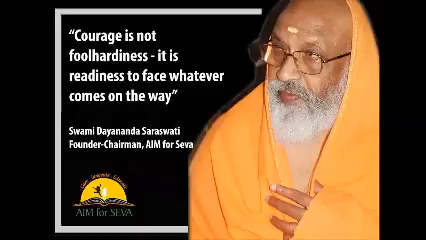 “Courage is not
foolhardiness - it is
readiness to face whatever
comes on the way”
Swami Dayananda Saraswati
Founder-Chairman, AIM for Seva
AIM for SEVA